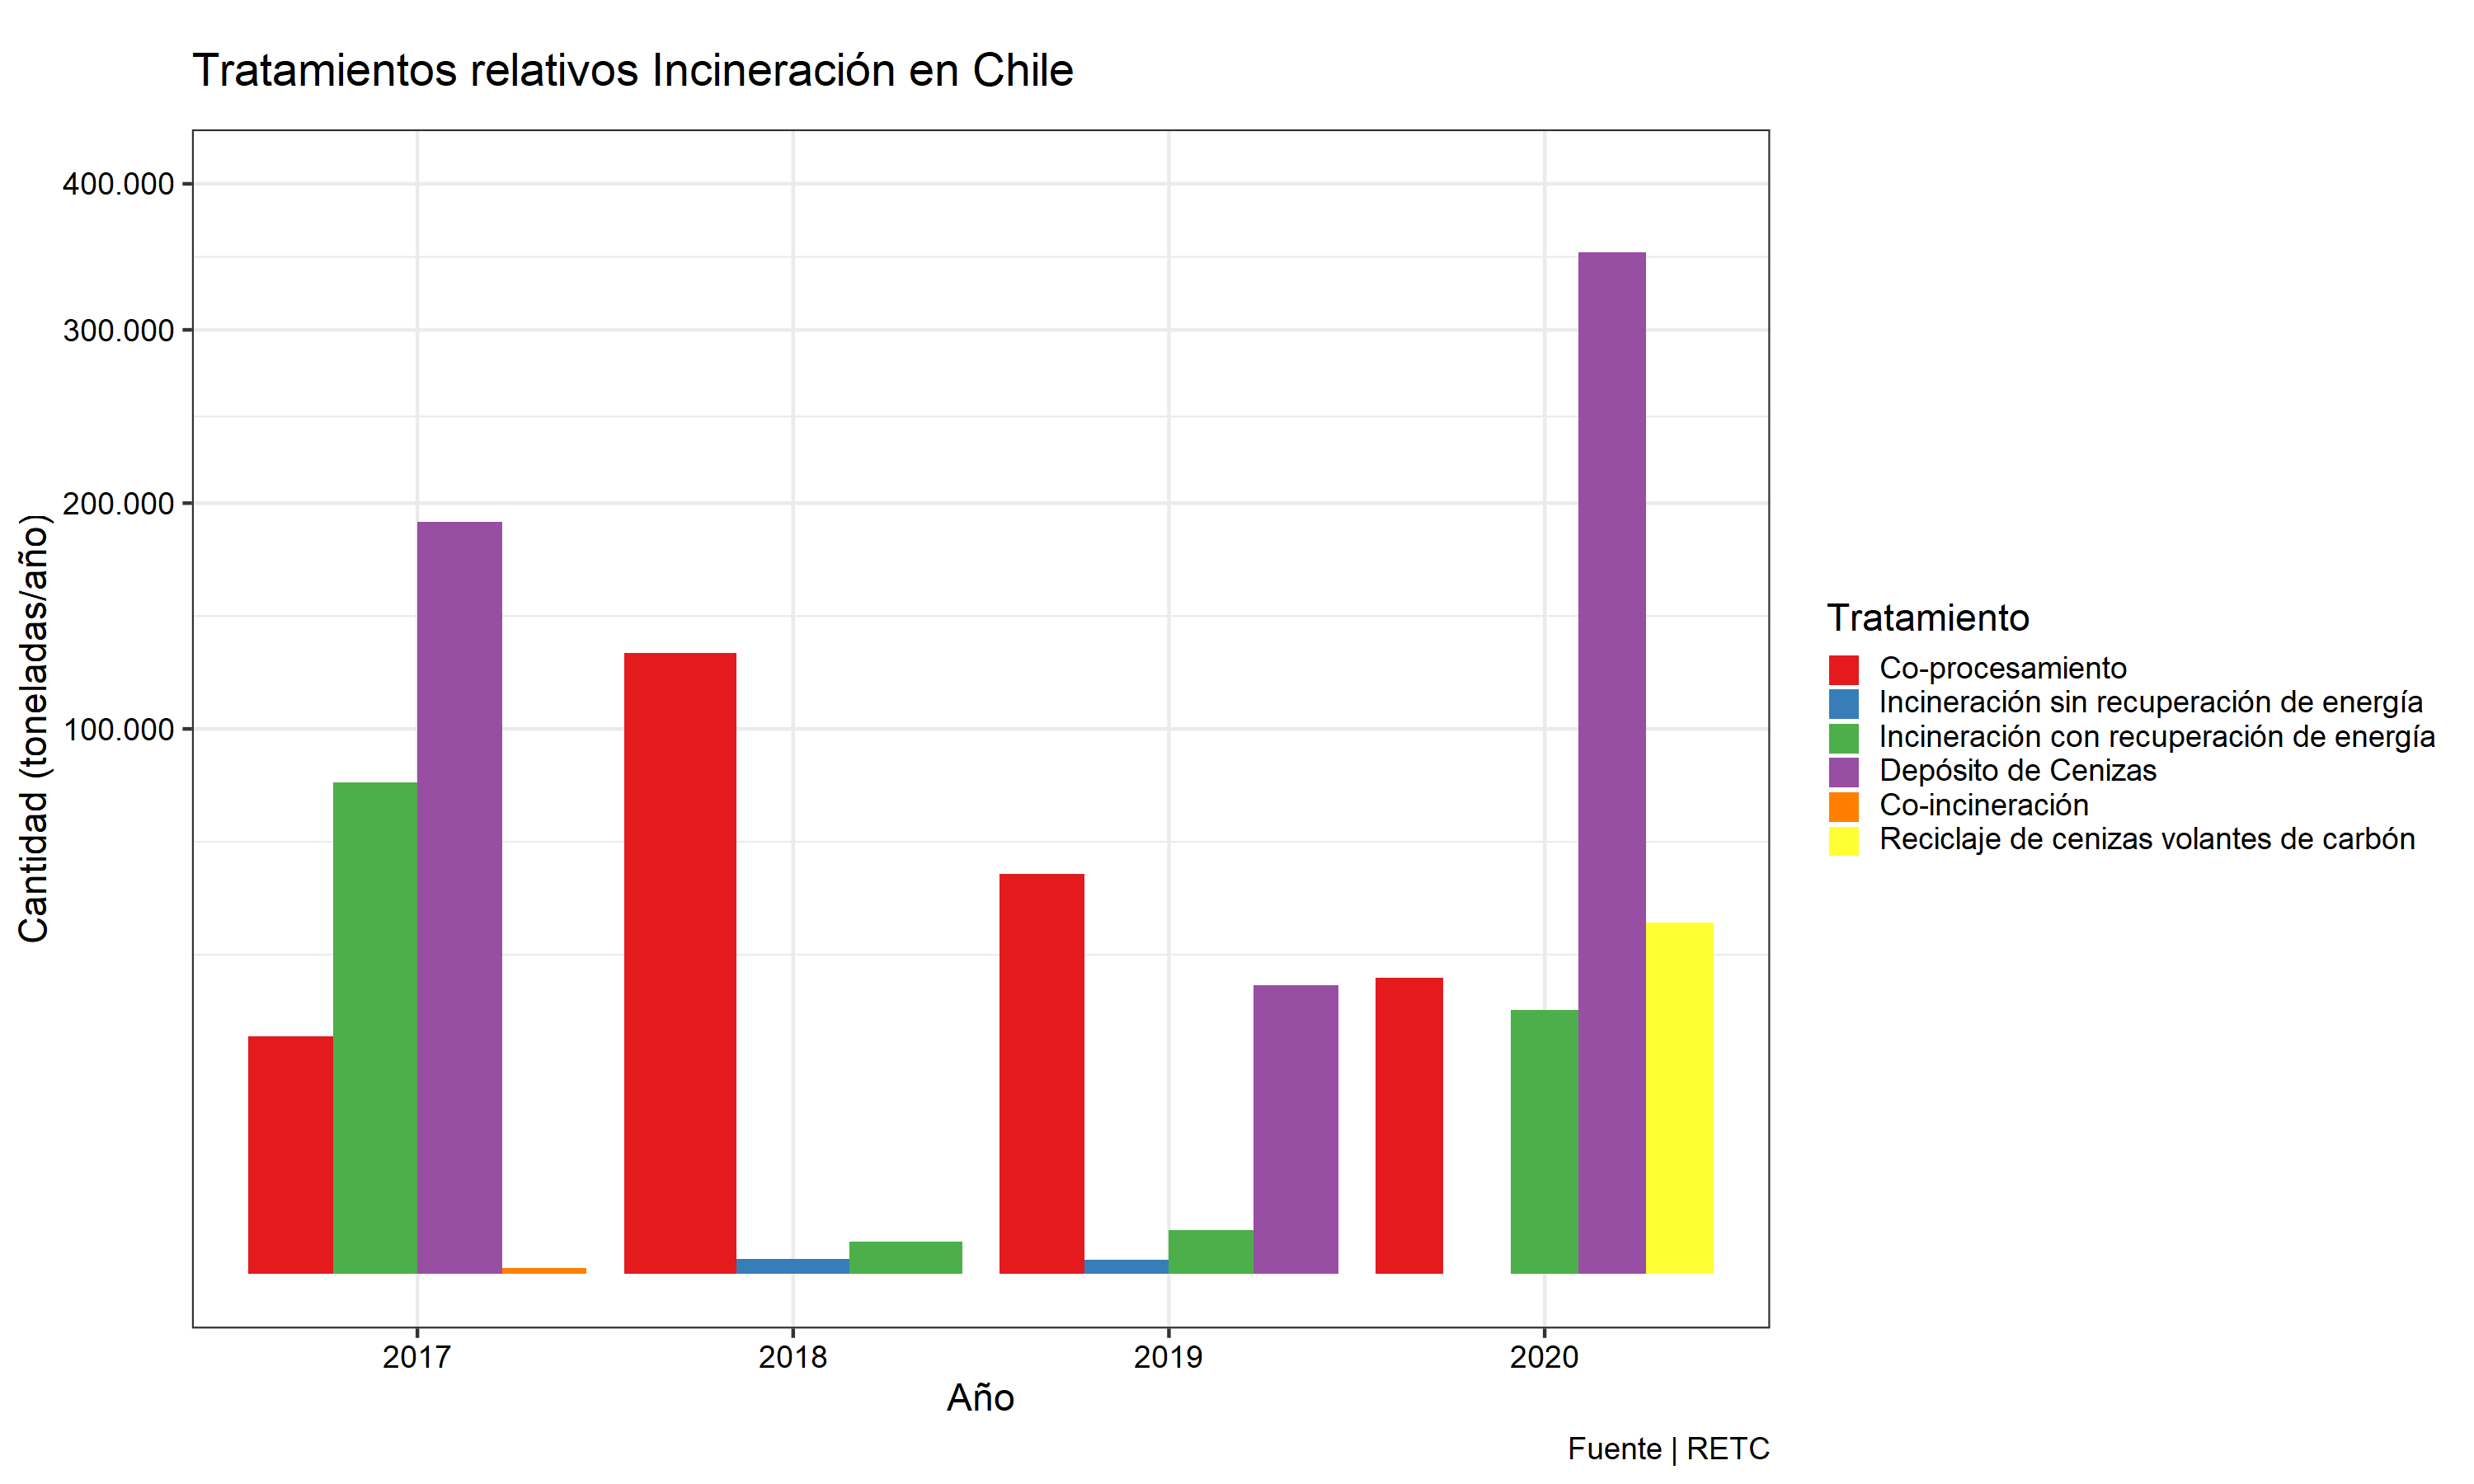 Tratamientos relativos Incineración en Chile
400.000
300.000
200.000
100.000
Cantidad (toneladas/año)
2017
2018
2019
2020
Año
Tratamiento
Co-procesamiento
Incineración sin recuperación de energía
Incineración con recuperación de energía
Depósito de Cenizas
Co-incineración
Reciclaje de cenizas volantes de carbón
Fuente | RETC